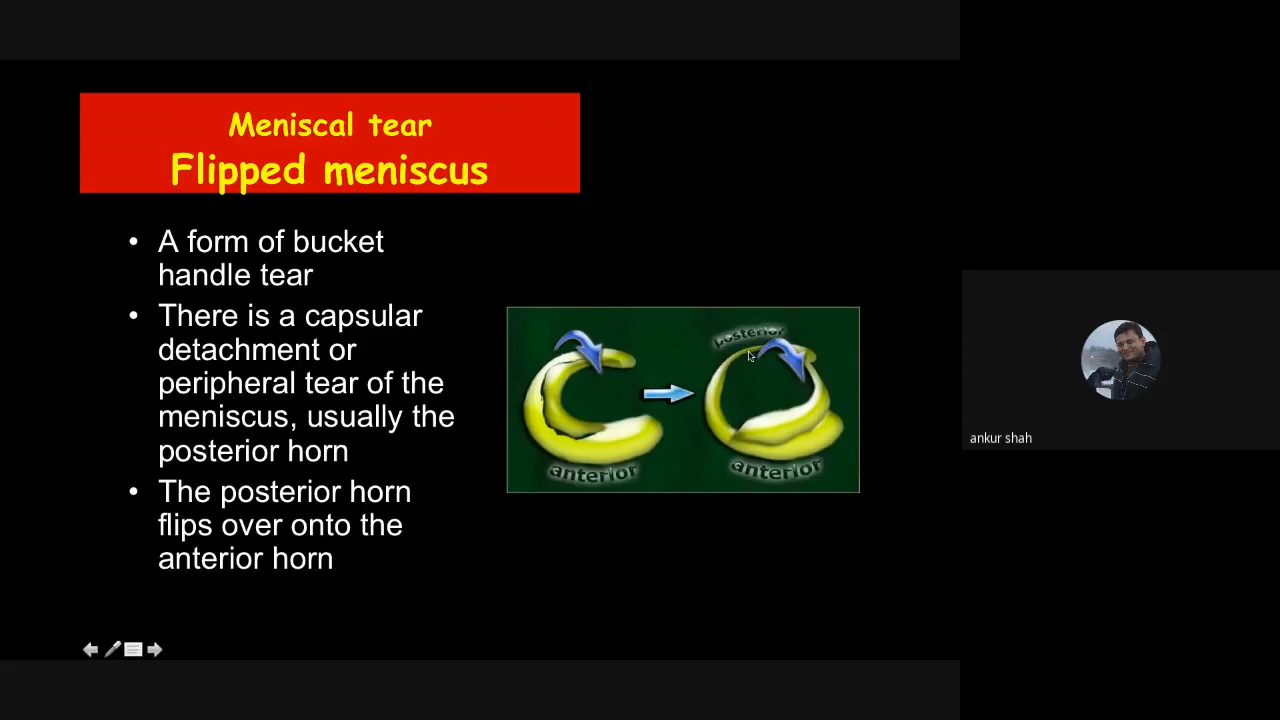 Meniscal tear
Flipped meniscus
• A form of bucket
handle tear
• There is a capsular
detachment or
peripheral tear of the
meniscus, usually the
posterior horn
• The posterior horn
flips over onto the
anterior horn
posterior
anterior
anterior
ankur shah